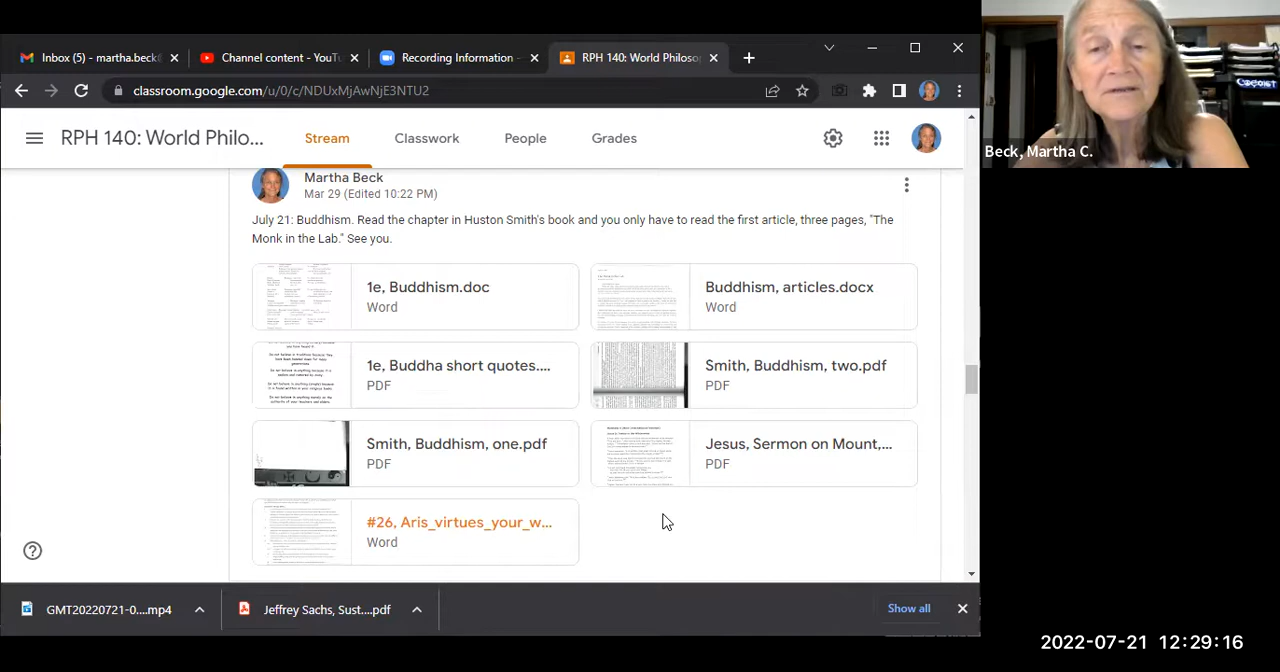 Inbox (5) - martha.beck
Channel content - YouTu
Recording Information -
RPH 140: World Philoso
classroom.google.com/u/0/c/NDUxMjAwNjE3NTU2
RPH 140: World Philo...
Stream
Classwork
People
Grades
Martha Beck
Mar 29 (Edited 10:22 PM)
July 21: Buddhism. Read the chapter in Huston Smith's book and you only have to read the first article, three pages, "The
Monk in the Lab." See you.
1e, Buddhism.doc
Word
Buddhism, articles.docx
Word
1e, Buddha short quotes....
PDF
Smith, Buddhism, two.pdf
PDF
ith, Buddhism, one.pdf
PDF
Jesus, Sermon on Mount,...
PDF
#26, Aris_virtues_your_w...
Word
GMT20220721-0....mp4
Jeffrey Sachs, Sust....pdf
Show all
COEXIST
Beck, Martha C.
2022-07-21 12:29:16